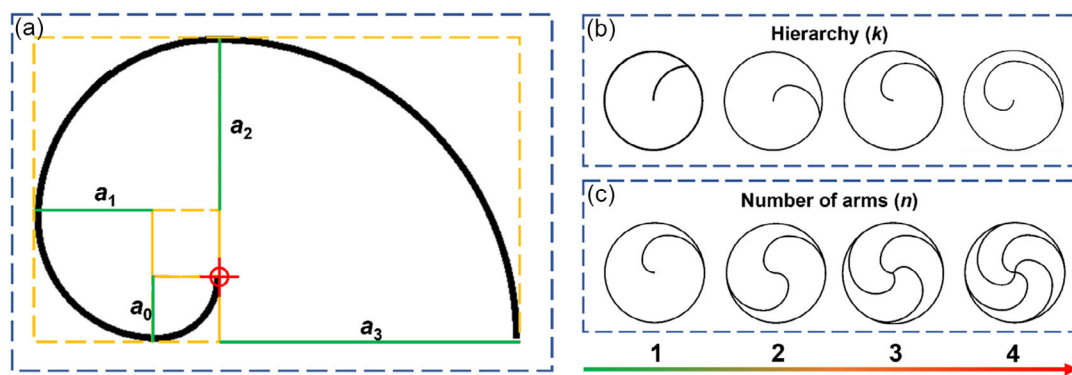 (a)
a2
a1
a0
a3
(b)
Hierarchy (k)
(c)
Number of arms (n)
1 2 3 4